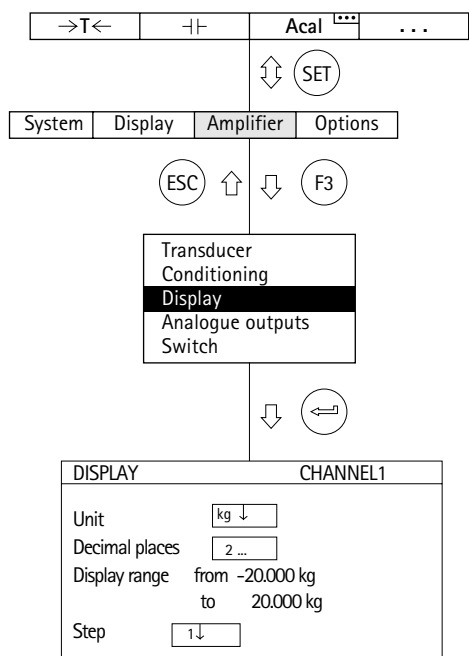 →T← ⊣⊢ Acal ...
SET
System Display Amplifier Options
ESC F3
Transducer
Conditioning
Display
Analogue outputs
Switch
DISPLAY CHANNEL1
Unit kg ↓
Decimal places 2 ...
Display range from -20.000 kg
to 20.000 kg
Step 1↓